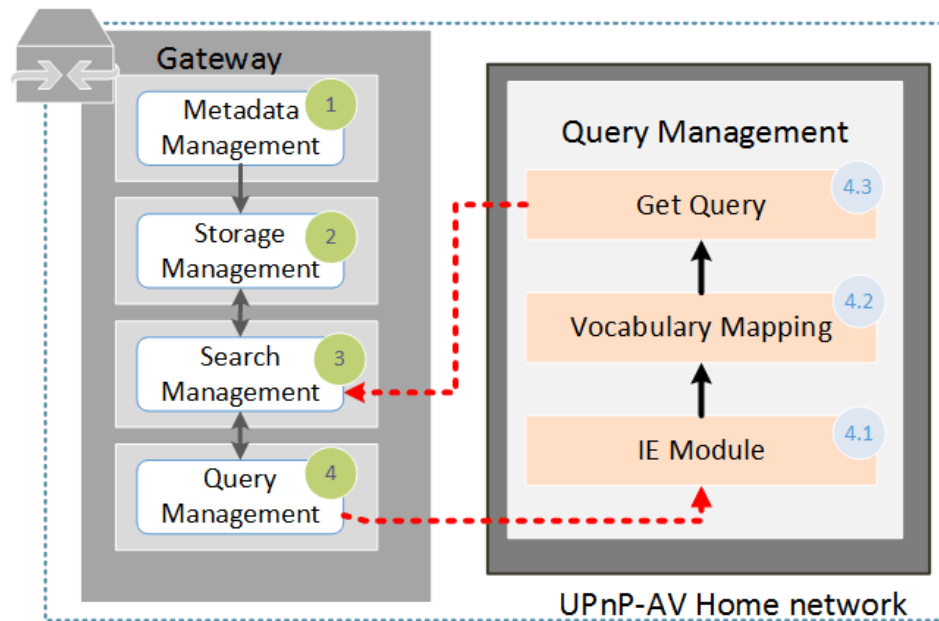 Gateway
Metadata
Management
1
Storage
Management
2
Search
Management
3
Query
Management
4
Query Management
Get Query
4.3
Vocabulary Mapping
4.2
IE Module
4.1
UPnP-AV Home network